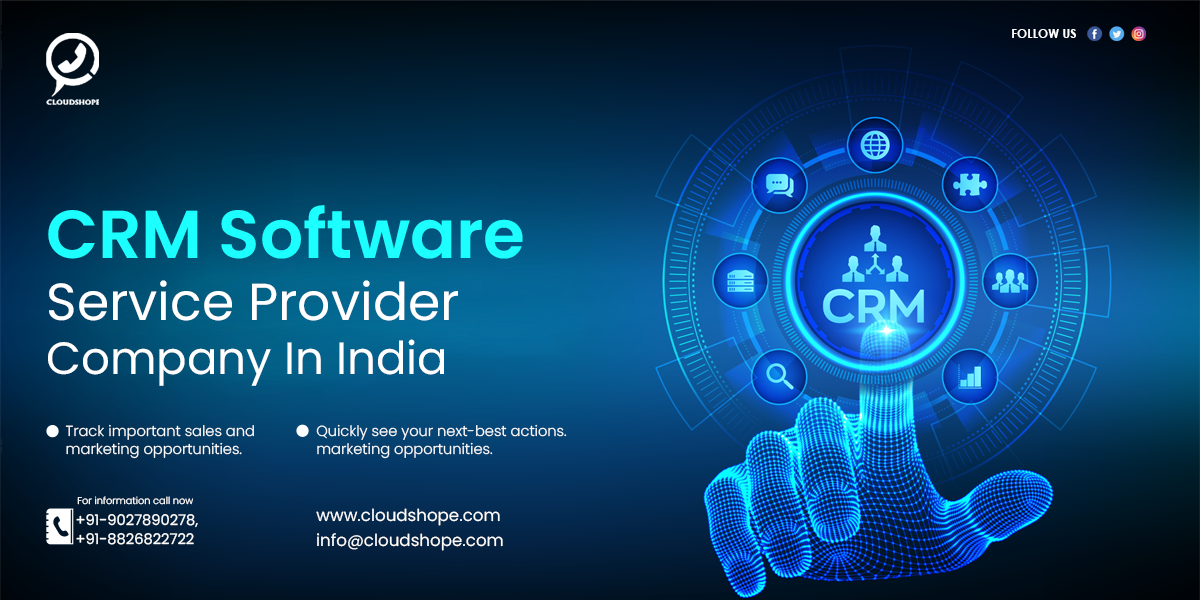 CLOUDSHOPE
FOLLOW US
CRM Software
Service Provider
Company In India
Track important sales and
marketing opportunities.
Quickly see your next-best actions.
marketing opportunities.
For information call now
+91-9027890278,
+91-8826822722
www.cloudshope.com
info@cloudshope.com
CRM